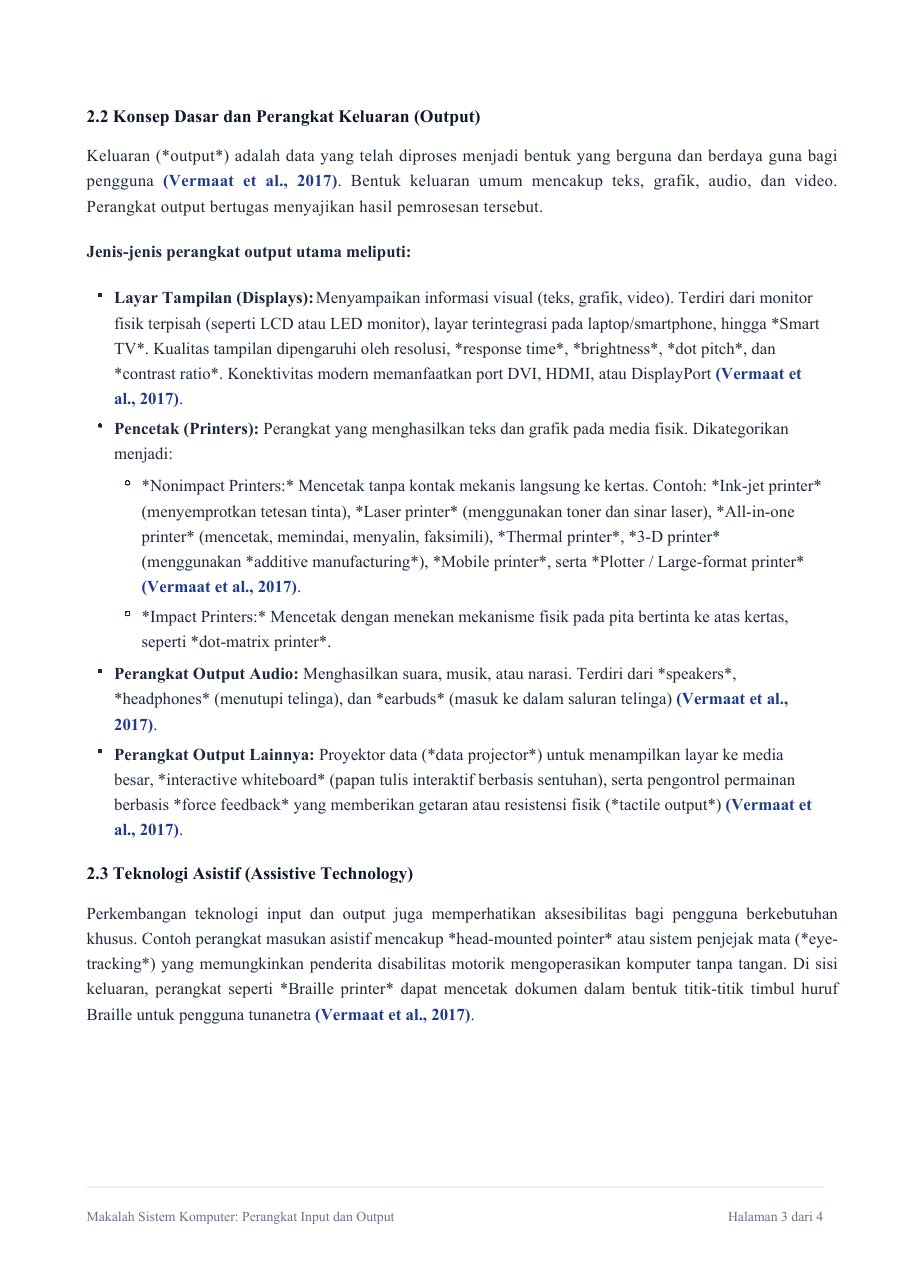 2.2 Konsep Dasar dan Perangkat Keluaran (Output)
Keluaran (*output*) adalah data yang telah diproses menjadi bentuk yang berguna dan berdaya guna bagi
pengguna (Vermaat et al., 2017). Bentuk keluaran umum mencakup teks, grafik, audio, dan video.
Perangkat output bertugas menyajikan hasil pemrosesan tersebut.
Jenis-jenis perangkat output utama meliputi:
▪ Layar Tampilan (Displays): Menyampaikan informasi visual (teks, grafik, video). Terdiri dari monitor
fisik terpisah (seperti LCD atau LED monitor), layar terintegrasi pada laptop/smartphone, hingga *Smart
TV*. Kualitas tampilan dipengaruhi oleh resolusi, *response time*, *brightness*, *dot pitch*, dan
*contrast ratio*. Konektivitas modern memanfaatkan port DVI, HDMI, atau DisplayPort (Vermaat et
al., 2017).
• Pencetak (Printers): Perangkat yang menghasilkan teks dan grafik pada media fisik. Dikategorikan
menjadi:
◦ *Nonimpact Printers:* Mencetak tanpa kontak mekanis langsung ke kertas. Contoh: *Ink-jet printer*
(menyemprotkan tetesan tinta), *Laser printer* (menggunakan toner dan sinar laser), *All-in-one
printer* (mencetak, memindai, menyalin, faksimili), *Thermal printer*, *3-D printer*
(menggunakan *additive manufacturing*), *Mobile printer*, serta *Plotter / Large-format printer*
(Vermaat et al., 2017).
▫ *Impact Printers:* Mencetak dengan menekan mekanisme fisik pada pita bertinta ke atas kertas,
seperti *dot-matrix printer*.
▪ Perangkat Output Audio: Menghasilkan suara, musik, atau narasi. Terdiri dari *speakers*,
*headphones* (menutupi telinga), dan *earbuds* (masuk ke dalam saluran telinga) (Vermaat et al.,
2017).
▪ Perangkat Output Lainnya: Proyektor data (*data projector*) untuk menampilkan layar ke media
besar, *interactive whiteboard* (papan tulis interaktif berbasis sentuhan), serta pengontrol permainan
berbasis *force feedback* yang memberikan getaran atau resistensi fisik (*tactile output*) (Vermaat et
al., 2017).
2.3 Teknologi Asistif (Assistive Technology)
Perkembangan teknologi input dan output juga memperhatikan aksesibilitas bagi pengguna berkebutuhan
khusus. Contoh perangkat masukan asistif mencakup *head-mounted pointer* atau sistem penjejak mata (*eye-
tracking*) yang memungkinkan penderita disabilitas motorik mengoperasikan komputer tanpa tangan. Di sisi
keluaran, perangkat seperti *Braille printer* dapat mencetak dokumen dalam bentuk titik-titik timbul huruf
Braille untuk pengguna tunanetra (Vermaat et al., 2017).
Makalah Sistem Komputer: Perangkat Input dan Output
Halaman 3 dari 4